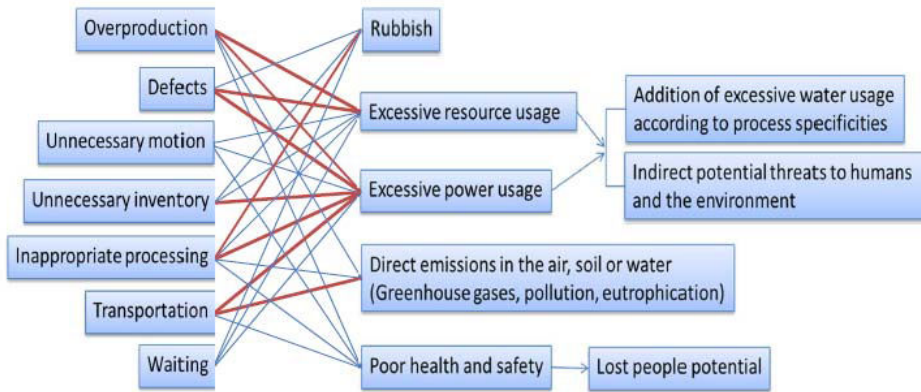 Overproduction
Defects
Unnecessary motion
Unnecessary inventory
Inappropriate processing
Transportation
Waiting
Rubbish
Excessive resource usage
Excessive power usage
Direct emissions in the air, soil or water
(Greenhouse gases, pollution, eutrophication)
Poor health and safety
Addition of excessive water usage
according to process specificities
Indirect potential threats to humans
and the environment
Lost people potential